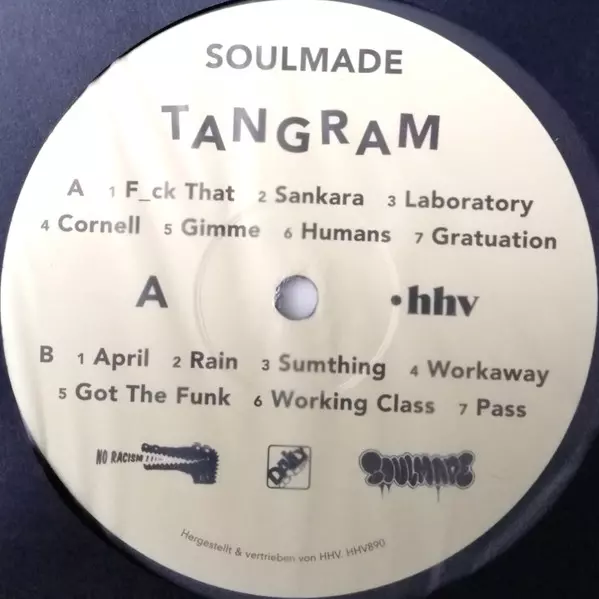 SOULMADE
TANGRAM
A 1 F_ck That 2 Sankara 3 Laboratory
4 Cornell 5 Gimme 6 Humans 7 Gratuation
A •hhv
B 1 April 2 Rain 3 Sumthing 4 Workaway
5 Got The Funk 6 Working Class 7 Pass
NO RACISM!!! SOULMADE
Hergestellt & vertrieben von HHV. HHV890